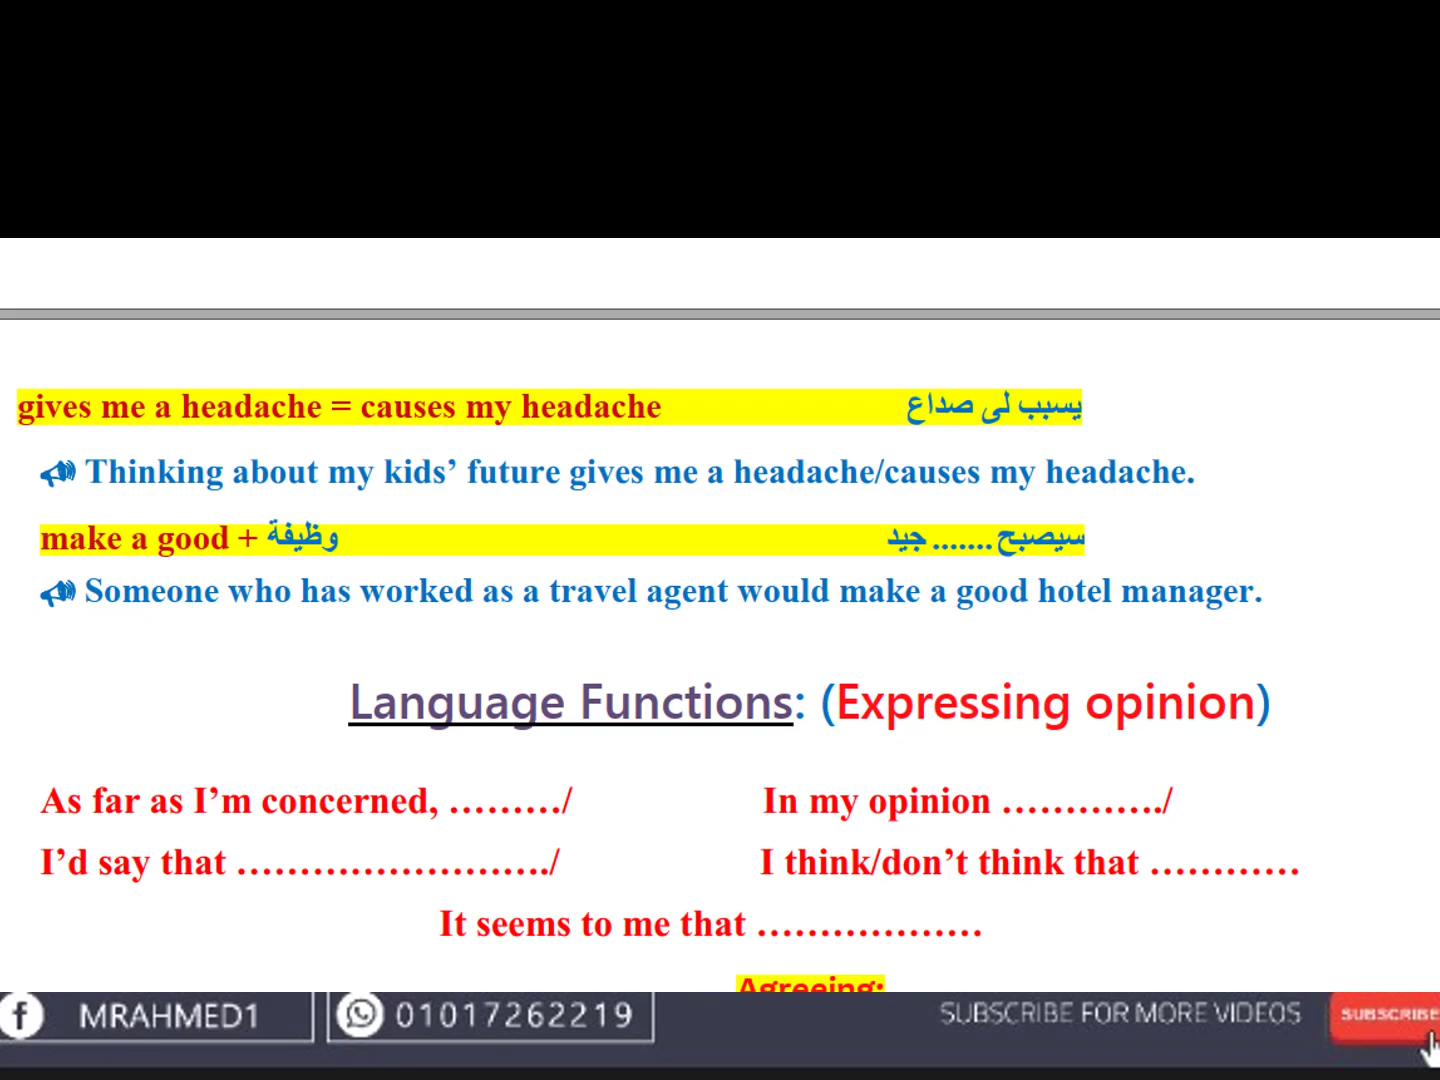 gives me a headache = causes my headache يسبب لى صداع
Thinking about my kids’ future gives me a headache/causes my headache.
make a good + وظيفة سيصبح ....... جيد
Someone who has worked as a travel agent would make a good hotel manager.
Language Functions: (Expressing opinion)
As far as I’m concerned, ………/ In my opinion …………./
I’d say that ……………………./ I think/don’t think that …………
It seems to me that ………………
Agreeing:
f MRAHMED1 01017262219 SUBSCRIBE FOR MORE VIDEOS SUBSCRIBE